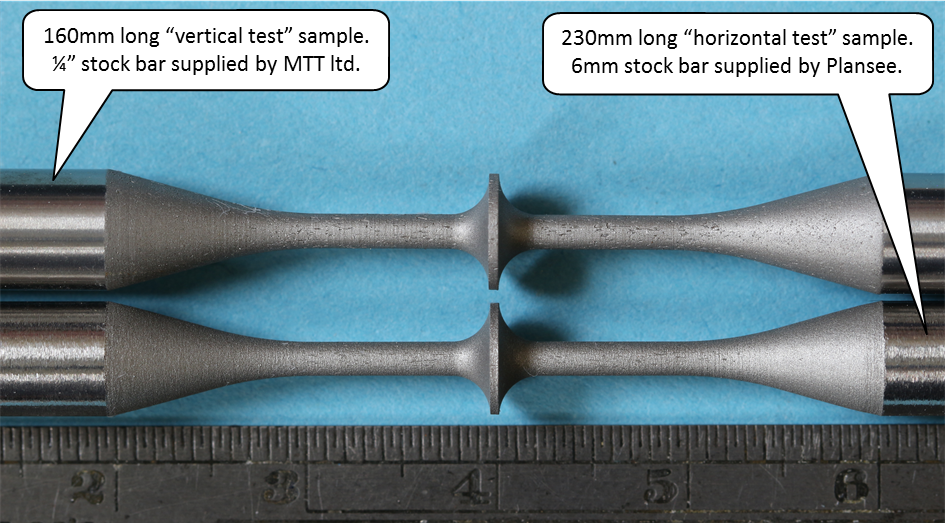 160mm long “vertical test” sample.
¼” stock bar supplied by MTT ltd.
230mm long “horizontal test” sample.
6mm stock bar supplied by Plansee.
2 3 4 5 6